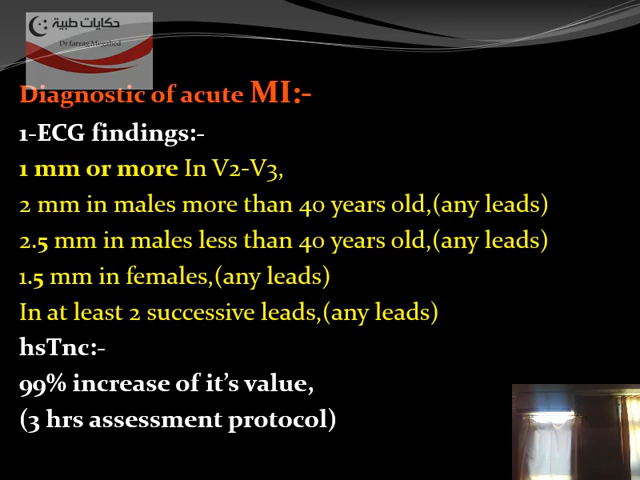 حكايات طبية
Dr farrag Megahed
Diagnostic of acute MI:-
1-ECG findings:-
1 mm or more In V2-V3,
2 mm in males more than 40 years old,(any leads)
2.5 mm in males less than 40 years old,(any leads)
1.5 mm in females,(any leads)
In at least 2 successive leads,(any leads)
hsTnc:-
99% increase of it's value,
(3 hrs assessment protocol)